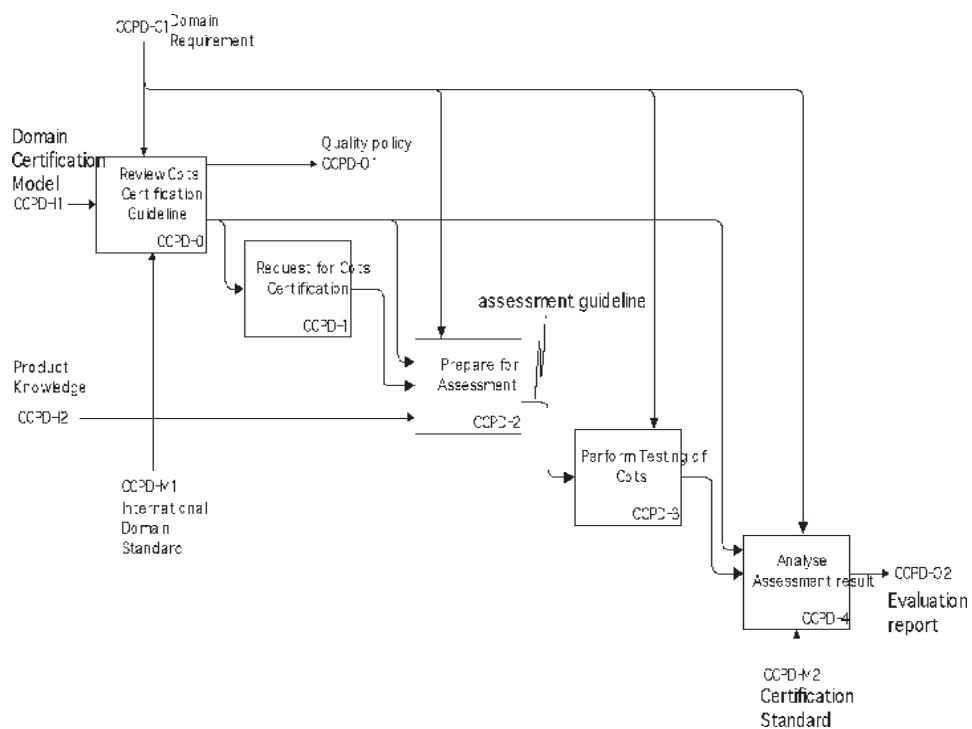 CCPD-C1
Domain
Requirement
Domain
Certification
Model
CCPD-I1
Quality policy
CCPD-O1
Review Cots
Certification
Guideline
CCPD-0
Request for Cots
Certification
CCPD-1
assessment guideline
Prepare for
Assessment
CCPD-2
Product
Knowledge
CCPD-I2
Perform Testing of
Cots
CCPD-3
CCPD-M1
International
Domain
Standard
Analyse
Assessment result
CCPD-4
CCPD-O2
Evaluation
report
CCPD-M2
Certification
Standard